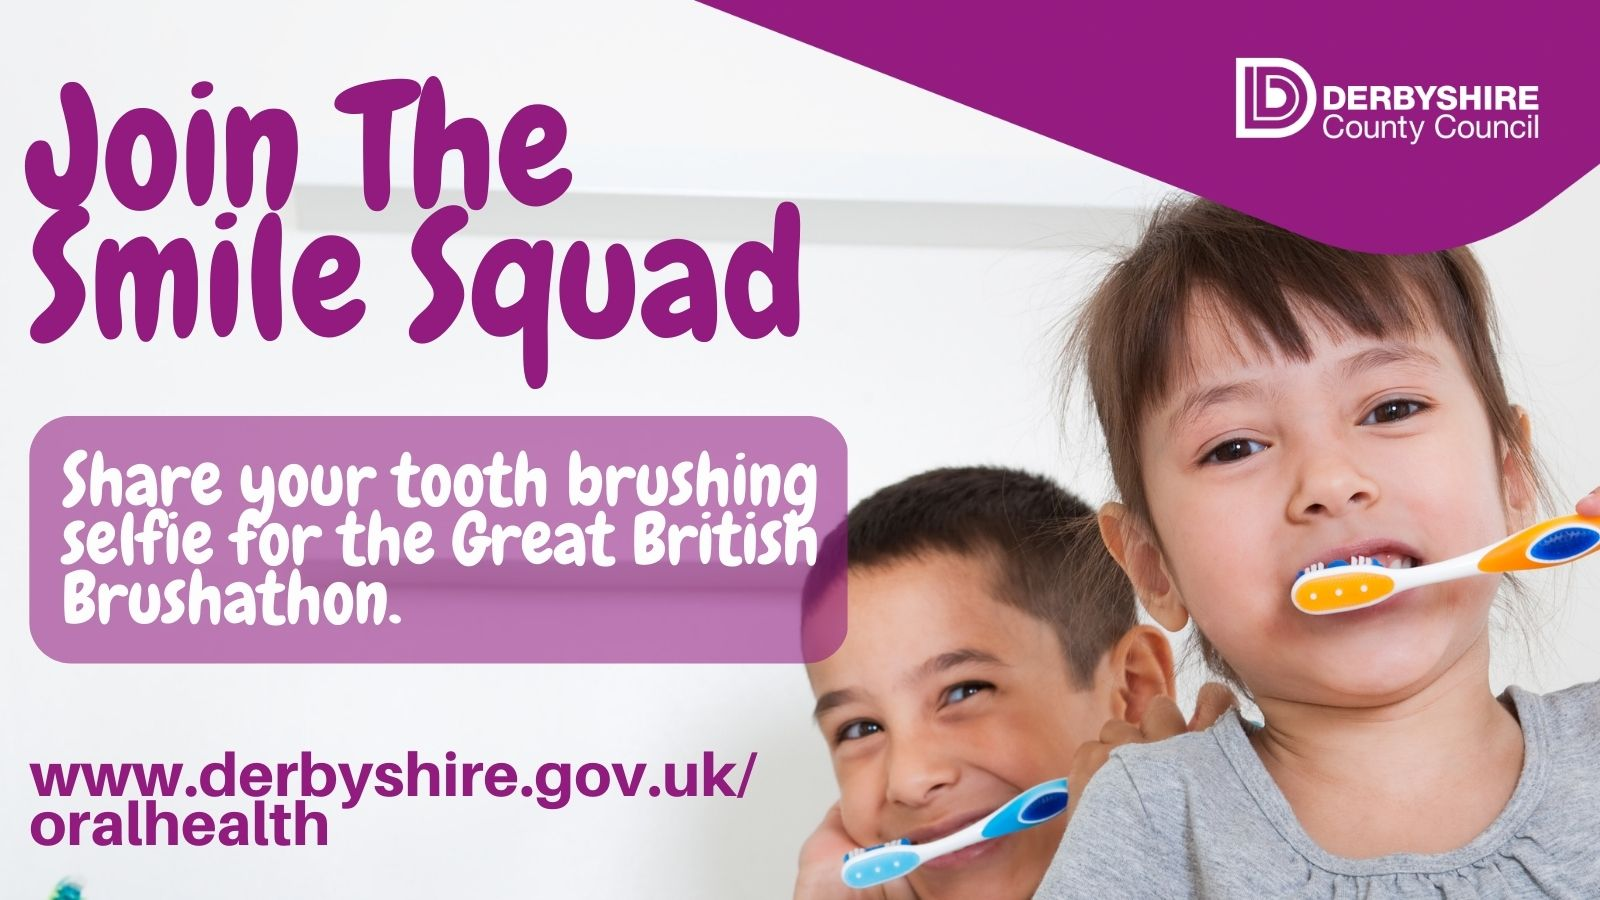 Join The
Smile Squad
DERBYSHIRE
County Council
Share your tooth brushing
selfie for the Great British
Brushathon.
www.derbyshire.gov.uk/
oralhealth